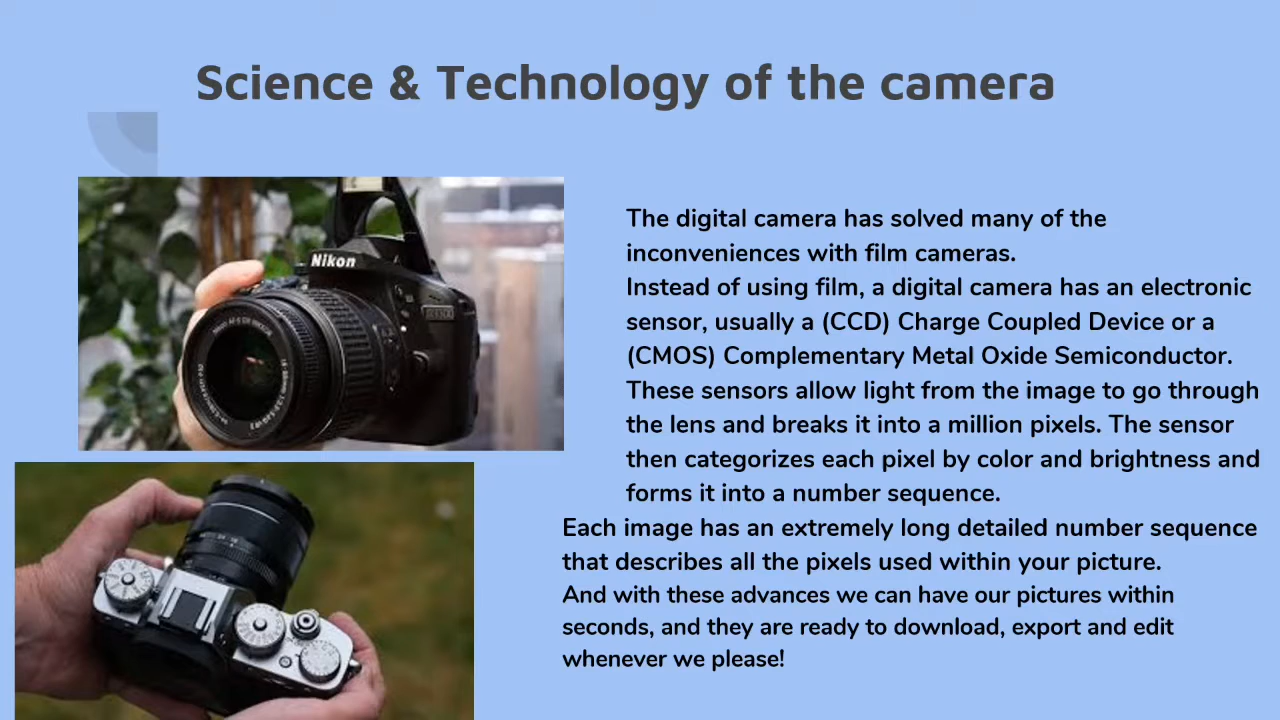 Science & Technology of the camera
Nikon
The digital camera has solved many of the
inconveniences with film cameras.
Instead of using film, a digital camera has an electronic
sensor, usually a (CCD) Charge Coupled Device or a
(CMOS) Complementary Metal Oxide Semiconductor.
These sensors allow light from the image to go through
the lens and breaks it into a million pixels. The sensor
then categorizes each pixel by color and brightness and
forms it into a number sequence.
Each image has an extremely long detailed number sequence
that describes all the pixels used within your picture.
And with these advances we can have our pictures within
seconds, and they are ready to download, export and edit
whenever we please!